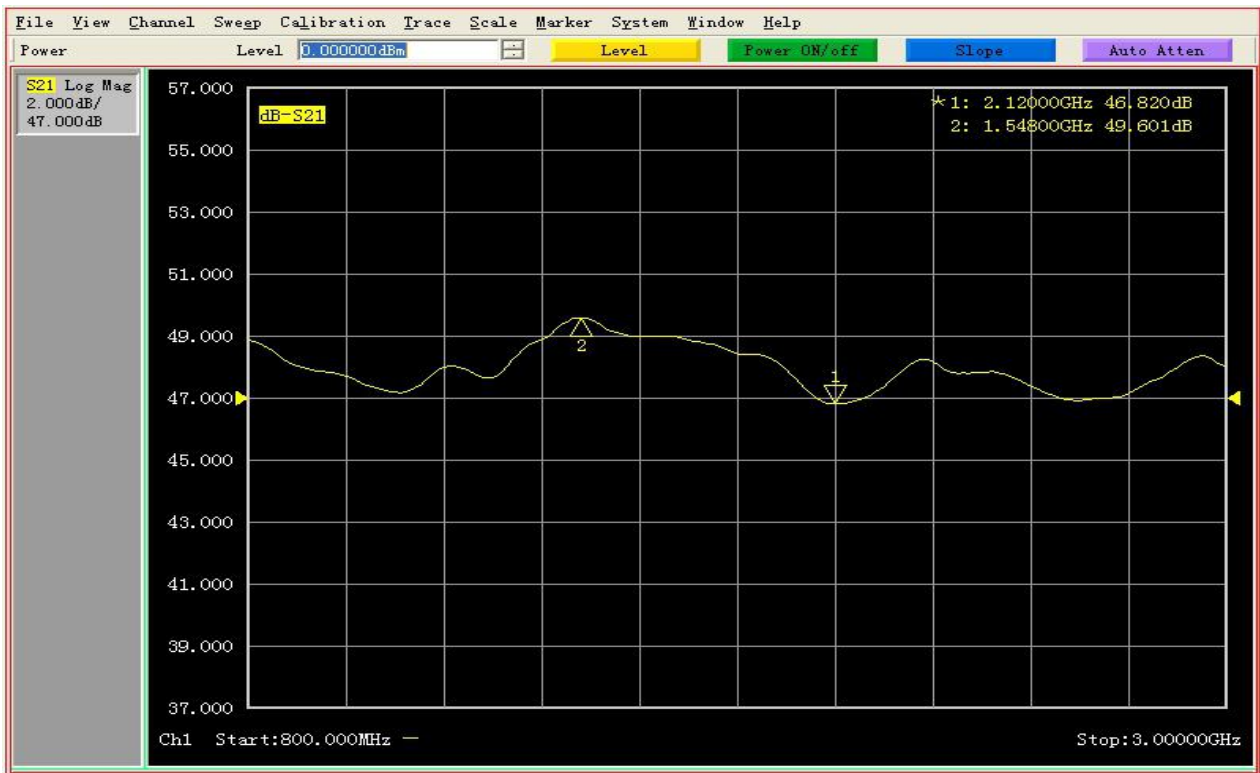 File View Channel Sweep Calibration Trace Scale Marker System Window Help
Power Level 0.000000dBm Level Power ON/off Slope Auto Atten
S21 Log Mag
2.000dB/
47.000dB
dB-S21
*1: 2.12000GHz 46.820dB
2: 1.54800GHz 49.601dB
57.000
55.000
53.000
51.000
49.000
47.000
45.000
43.000
41.000
39.000
37.000
2
1
Ch1 Start:800.000MHz — Stop:3.00000GHz